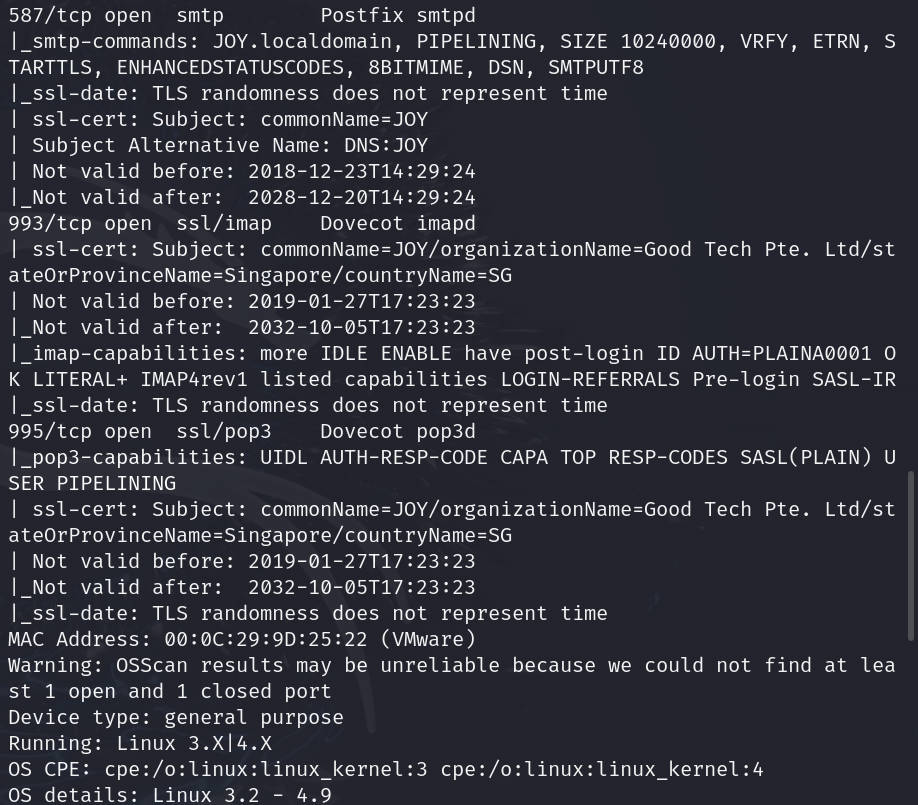 587/tcp open  smtp        Postfix smtpd
|_smtp-commands: JOY.localdomain, PIPELINING, SIZE 10240000, VRFY, ETRN, S
TARTTLS, ENHANCEDSTATUSCODES, 8BITMIME, DSN, SMTPUTF8
|_ssl-date: TLS randomness does not represent time
| ssl-cert: Subject: commonName=JOY
| Subject Alternative Name: DNS:JOY
| Not valid before: 2018-12-23T14:29:24
|_Not valid after:  2028-12-20T14:29:24
993/tcp open  ssl/imap    Dovecot imapd
| ssl-cert: Subject: commonName=JOY/organizationName=Good Tech Pte. Ltd/st
ateOrProvinceName=Singapore/countryName=SG
| Not valid before: 2019-01-27T17:23:23
|_Not valid after:  2032-10-05T17:23:23
|_imap-capabilities: more IDLE ENABLE have post-login ID AUTH=PLAINA0001 O
K LITERAL+ IMAP4rev1 listed capabilities LOGIN-REFERRALS Pre-login SASL-IR
|_ssl-date: TLS randomness does not represent time
995/tcp open  ssl/pop3    Dovecot pop3d
|_pop3-capabilities: UIDL AUTH-RESP-CODE CAPA TOP RESP-CODES SASL(PLAIN) U
SER PIPELINING
| ssl-cert: Subject: commonName=JOY/organizationName=Good Tech Pte. Ltd/st
ateOrProvinceName=Singapore/countryName=SG
| Not valid before: 2019-01-27T17:23:23
|_Not valid after:  2032-10-05T17:23:23
|_ssl-date: TLS randomness does not represent time
MAC Address: 00:0C:29:9D:25:22 (VMware)
Warning: OSScan results may be unreliable because we could not find at lea
st 1 open and 1 closed port
Device type: general purpose
Running: Linux 3.X|4.X
OS CPE: cpe:/o:linux:linux_kernel:3 cpe:/o:linux:linux_kernel:4
OS details: Linux 3.2 - 4.9